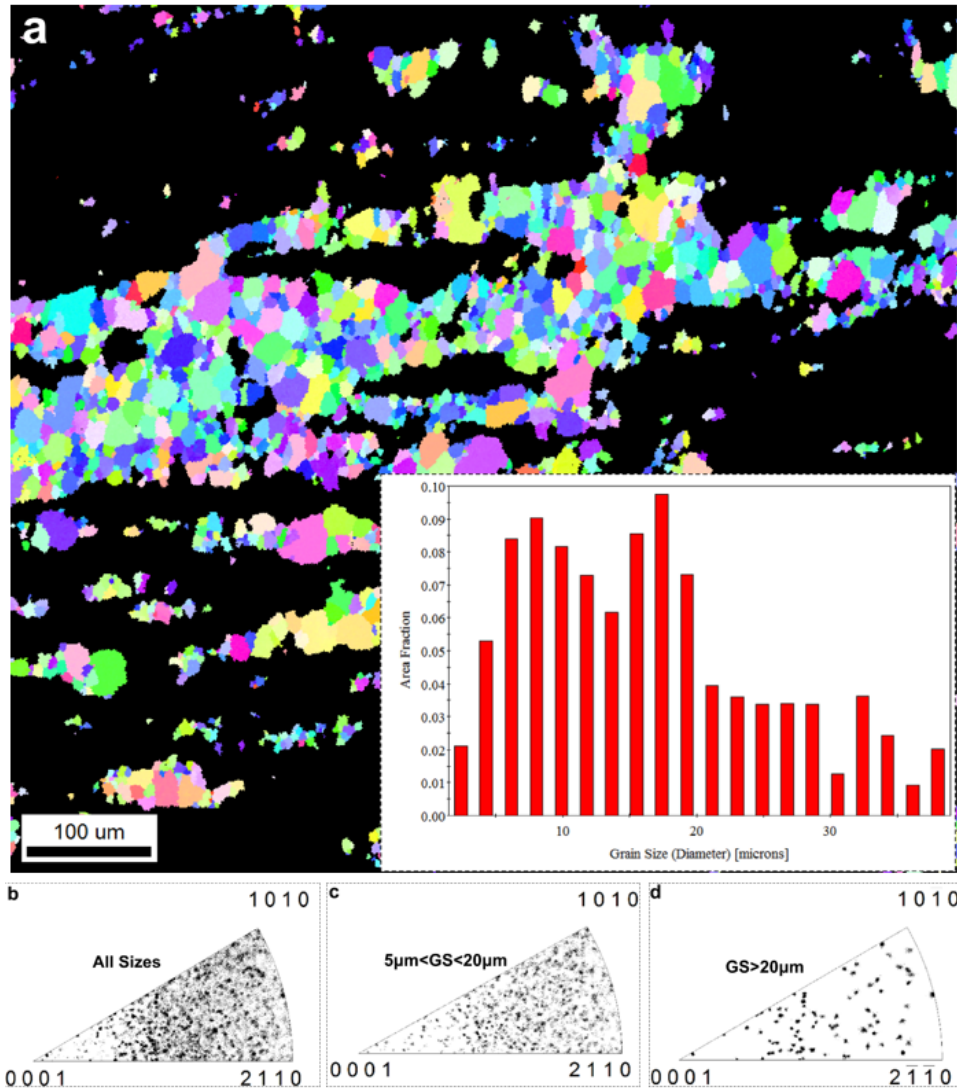 a
100 um
0.10
0.09
0.08
0.07
0.06
0.05
0.04
0.03
0.02
0.01
0.00
Area Fraction
10 20 30
Grain Size (Diameter) [microns]
b
1 0 1 0
All Sizes
0 0 0 1 2 1 1 0
c
1 0 1 0
5µm<GS<20µm
0 0 0 1 2 1 1 0
d
1 0 1 0
GS>20µm
0 0 0 1 2 1̅ 1̅ 0